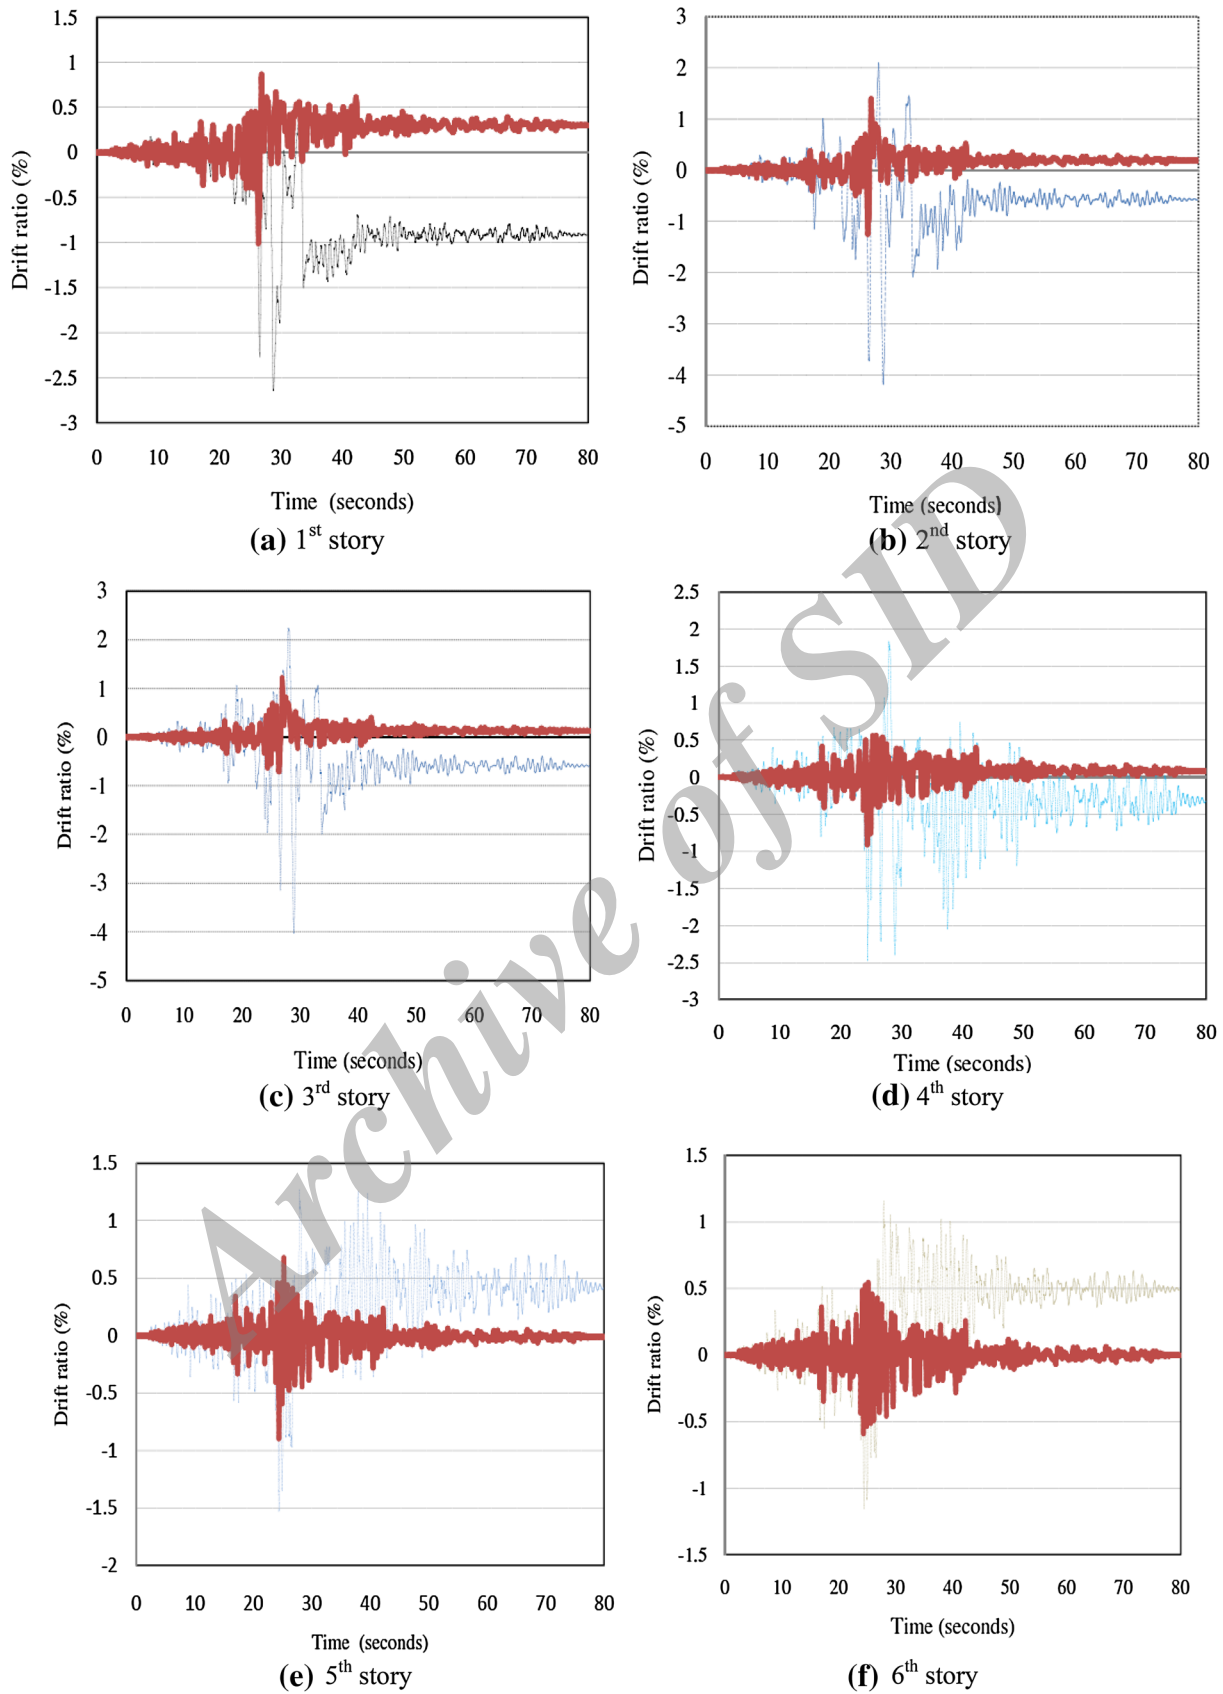 1.5
1
0.5
0
-0.5
-1
-1.5
-2
-2.5
-3
Drift ratio (%)
0 10 20 30 40 50 60 70 80
Time (seconds)
(a) 1st story
3
2
1
0
-1
-2
-3
-4
-5
Drift ratio (%)
0 10 20 30 40 50 60 70 80
Time (seconds)
(b) 2nd story
3
2
1
0
-1
-2
-3
-4
-5
Drift ratio (%)
0 10 20 30 40 50 60 70 80
Time (seconds)
(c) 3rd story
2.5
2
1.5
1
0.5
0
-0.5
-1
-1.5
-2
-2.5
-3
Drift ratio (%)
0 10 20 30 40 50 60 70 80
Time (seconds)
(d) 4th story
1.5
1
0.5
0
-0.5
-1
-1.5
-2
Drift ratio (%)
0 10 20 30 40 50 60 70 80
Time (seconds)
(e) 5th story
1.5
1
0.5
0
-0.5
-1
-1.5
Drift ratio (%)
0 10 20 30 40 50 60 70 80
Time (seconds)
(f) 6th story
Archive of SID